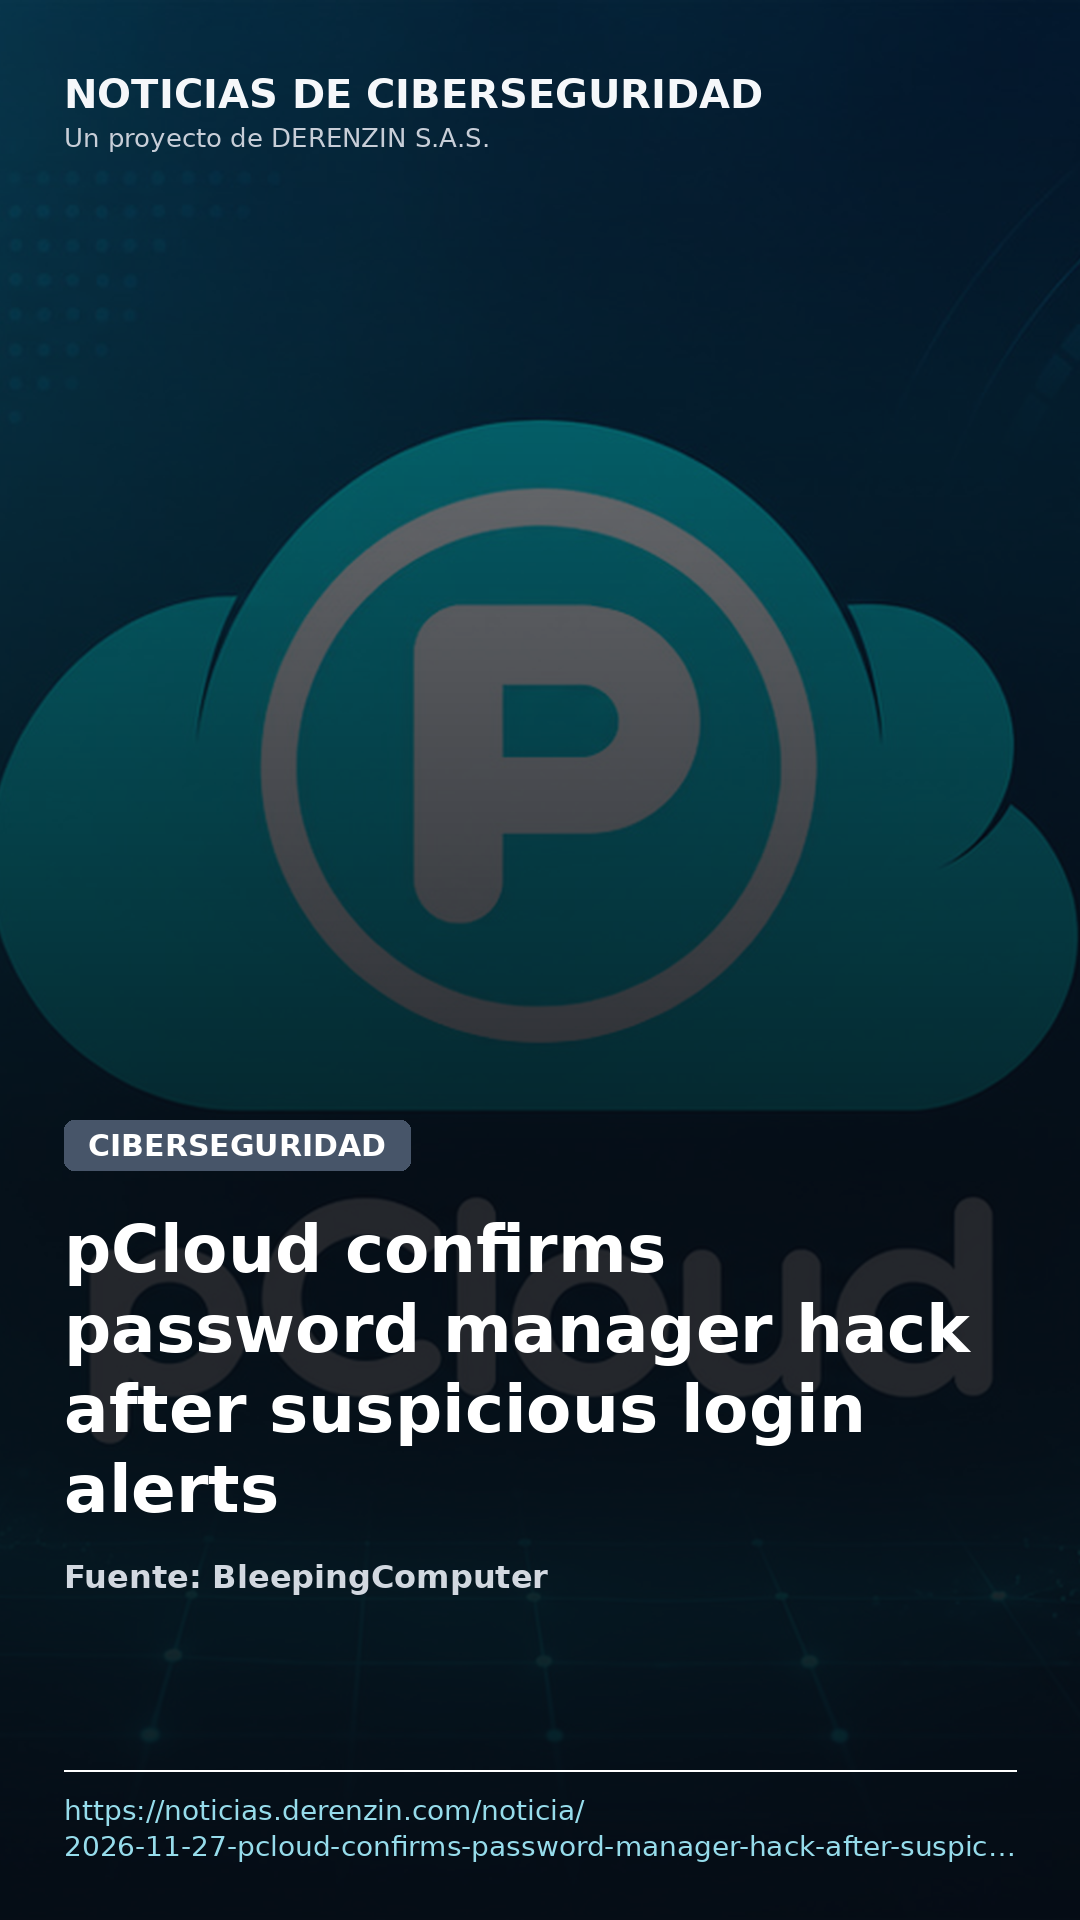 NOTICIAS DE CIBERSEGURIDAD
Un proyecto de DERENZIN S.A.S.
P
CIBERSEGURIDAD
pCloud
pCloud confirms
password manager hack
after suspicious login
alerts
Fuente: BleepingComputer
https://noticias.derenzin.com/noticia/
2026-11-27-pcloud-confirms-password-manager-hack-after-suspic...